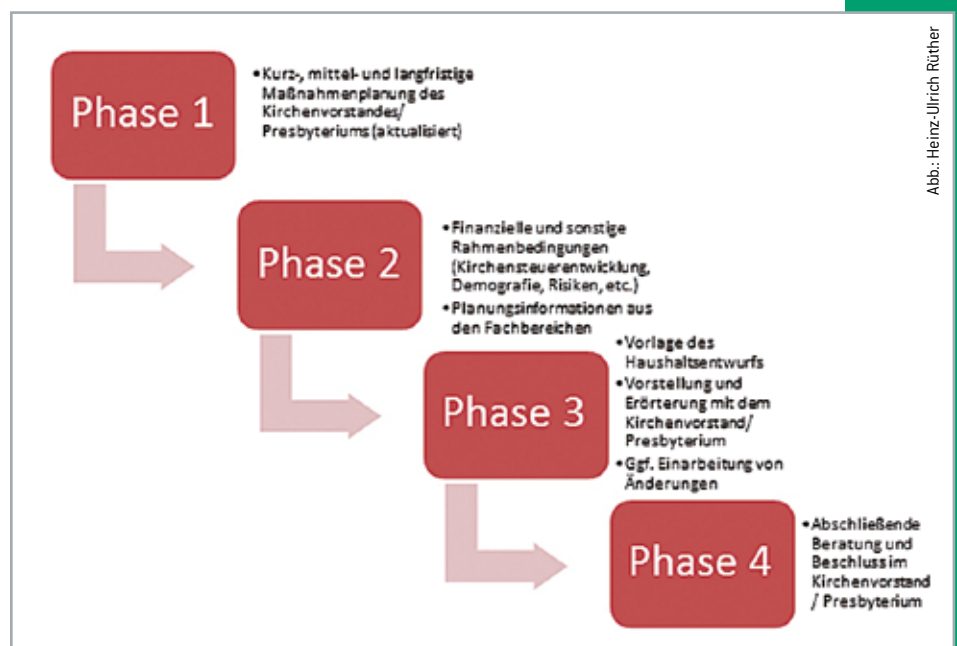 Phase 1
•Kurz-, mittel- und langfristige
Maßnahmenplanung des
Kirchenvorstandes/
Presbyteriums (aktualisiert)
Phase 2
•Finanzielle und sonstige
Rahmenbedingungen
(Kirchensteuerentwicklung,
Demografie, Risiken, etc.)
•Planungsinformationen aus
den Fachbereichen
Phase 3
•Vorlage des
Haushaltsentwurfs
•Vorstellung und
Erörterung mit dem
Kirchenvorstand/
Presbyterium
•Ggf. Einarbeitung von
Änderungen
Phase 4
•Abschließende
Beratung und
Beschluss im
Kirchenvorstand
/ Presbyterium
Abb.: Heinz-Ulrich Rüther